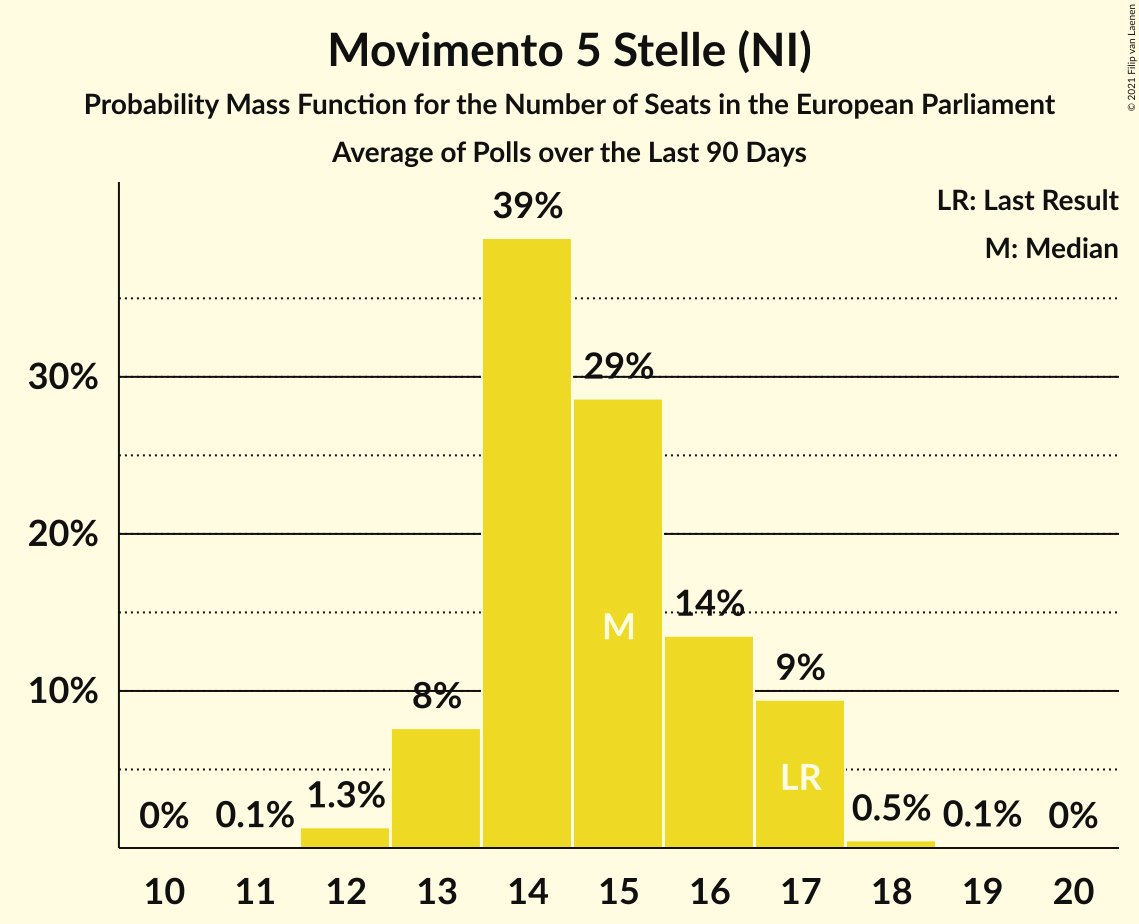 Movimento 5 Stelle (NI)
Probability Mass Function for the Number of Seats in the European Parliament
Average of Polls over the Last 90 Days
© 2021 Filip van Laenen
LR: Last Result
M: Median
39%
30%
29%
20%
14%
M
10%
9%
8%
LR
1.3%
0%
0.1%
0.5%
0.1%
0%
10 11 12 13 14 15 16 17 18 19 20